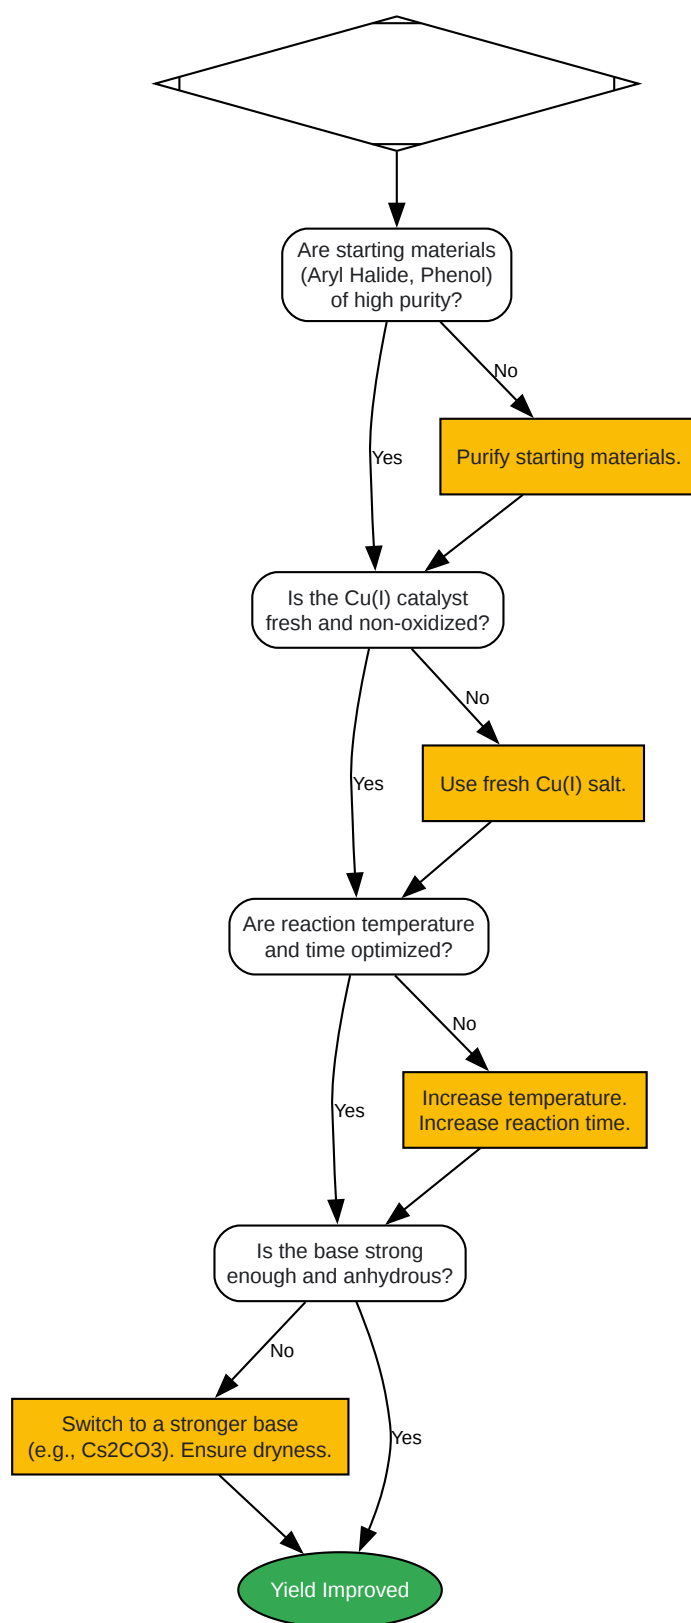 Are starting materials
(Aryl Halide, Phenol)
of high purity?
No
Yes
Purify starting materials.
Is the Cu(I) catalyst
fresh and non-oxidized?
No
Yes
Use fresh Cu(I) salt.
Are reaction temperature
and time optimized?
No
Yes
Increase temperature.
Increase reaction time.
Is the base strong
enough and anhydrous?
No
Yes
Switch to a stronger base
(e.g., Cs2CO3). Ensure dryness.
Yield Improved